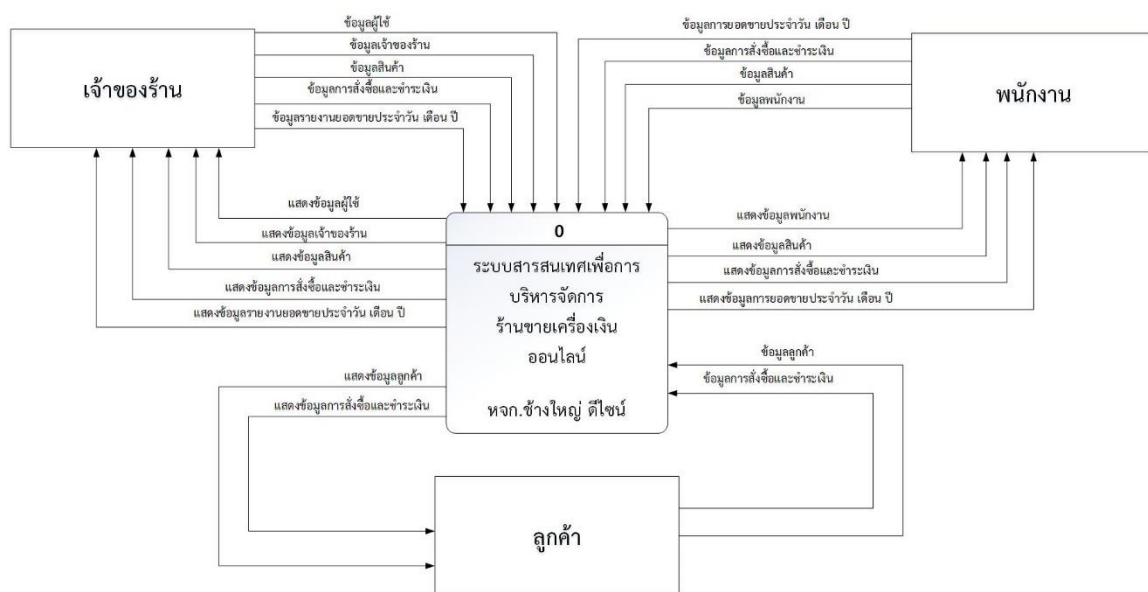 ข้อมูลผู้ใช้
ข้อมูลเจ้าของร้าน
ข้อมูลสินค้า
ข้อมูลการสั่งซื้อและชำระเงิน
ข้อมูลรายงานยอดขายประจำวัน เดือน ปี
เจ้าของร้าน
ข้อมูลการยอดขายประจำวัน เดือน ปี
ข้อมูลการสั่งซื้อและชำระเงิน
ข้อมูลสินค้า
ข้อมูลพนักงาน
พนักงาน
แสดงข้อมูลผู้ใช้
แสดงข้อมูลเจ้าของร้าน
แสดงข้อมูลสินค้า
แสดงข้อมูลการสั่งซื้อและชำระเงิน
แสดงข้อมูลรายงานยอดขายประจำวัน เดือน ปี
0
ระบบสารสนเทศเพื่อการ
บริหารจัดการ
ร้านขายเครื่องเงิน
ออนไลน์
หจก.ช้างใหญ่ ดีไซน์
แสดงข้อมูลพนักงาน
แสดงข้อมูลสินค้า
แสดงข้อมูลการสั่งซื้อและชำระเงิน
แสดงข้อมูลการยอดขายประจำวัน เดือน ปี
แสดงข้อมูลลูกค้า
แสดงข้อมูลการสั่งซื้อและชำระเงิน
ข้อมูลลูกค้า
ข้อมูลการสั่งซื้อและชำระเงิน
ลูกค้า